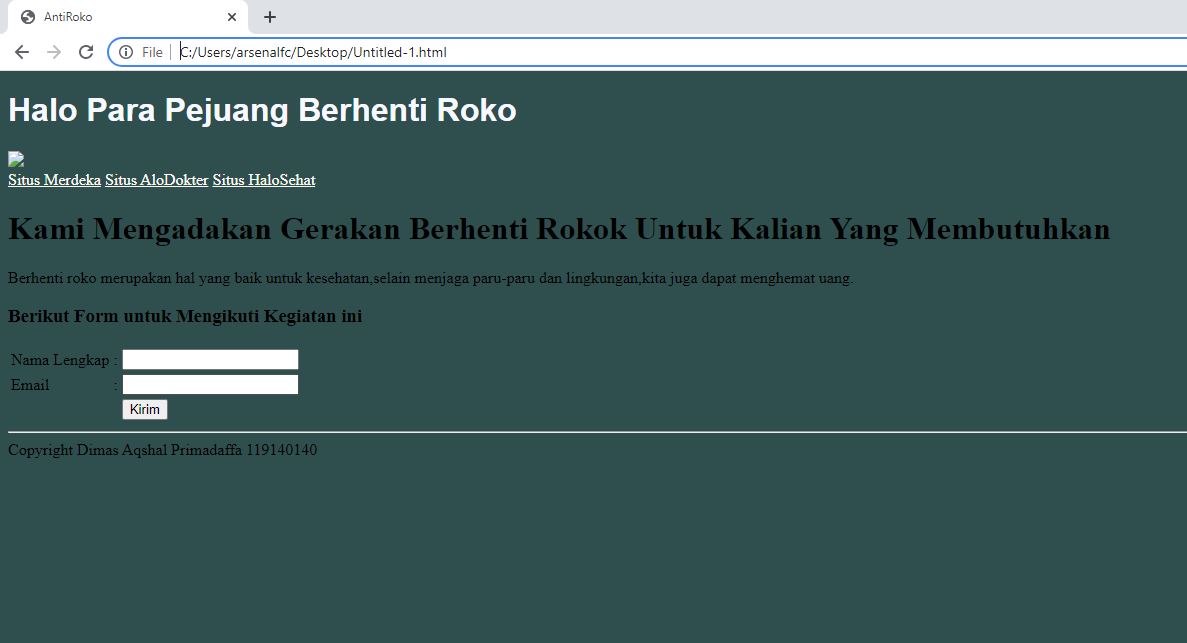 AntiRoko
File
C:/Users/arsenalfc/Desktop/Untitled-1.html
Halo Para Pejuang Berhenti Roko
Situs Merdeka Situs AloDokter Situs HaloSehat
Kami Mengadakan Gerakan Berhenti Rokok Untuk Kalian Yang Membutuhkan
Berhenti roko merupakan hal yang baik untuk kesehatan,selain menjaga paru-paru dan lingkungan,kita juga dapat menghemat uang.
Berikut Form untuk Mengikuti Kegiatan ini
Nama Lengkap :
Email :
Kirim
Copyright Dimas Aqshal Primadaffa 119140140